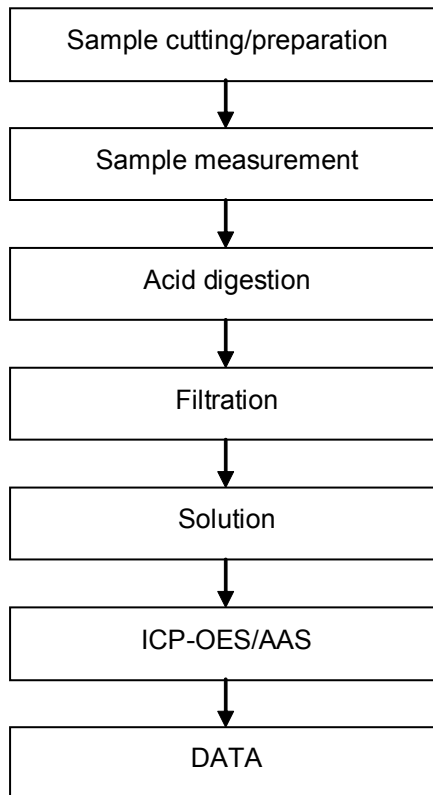 Sample cutting/preparation
Sample measurement
Acid digestion
Filtration
Solution
ICP-OES/AAS
DATA